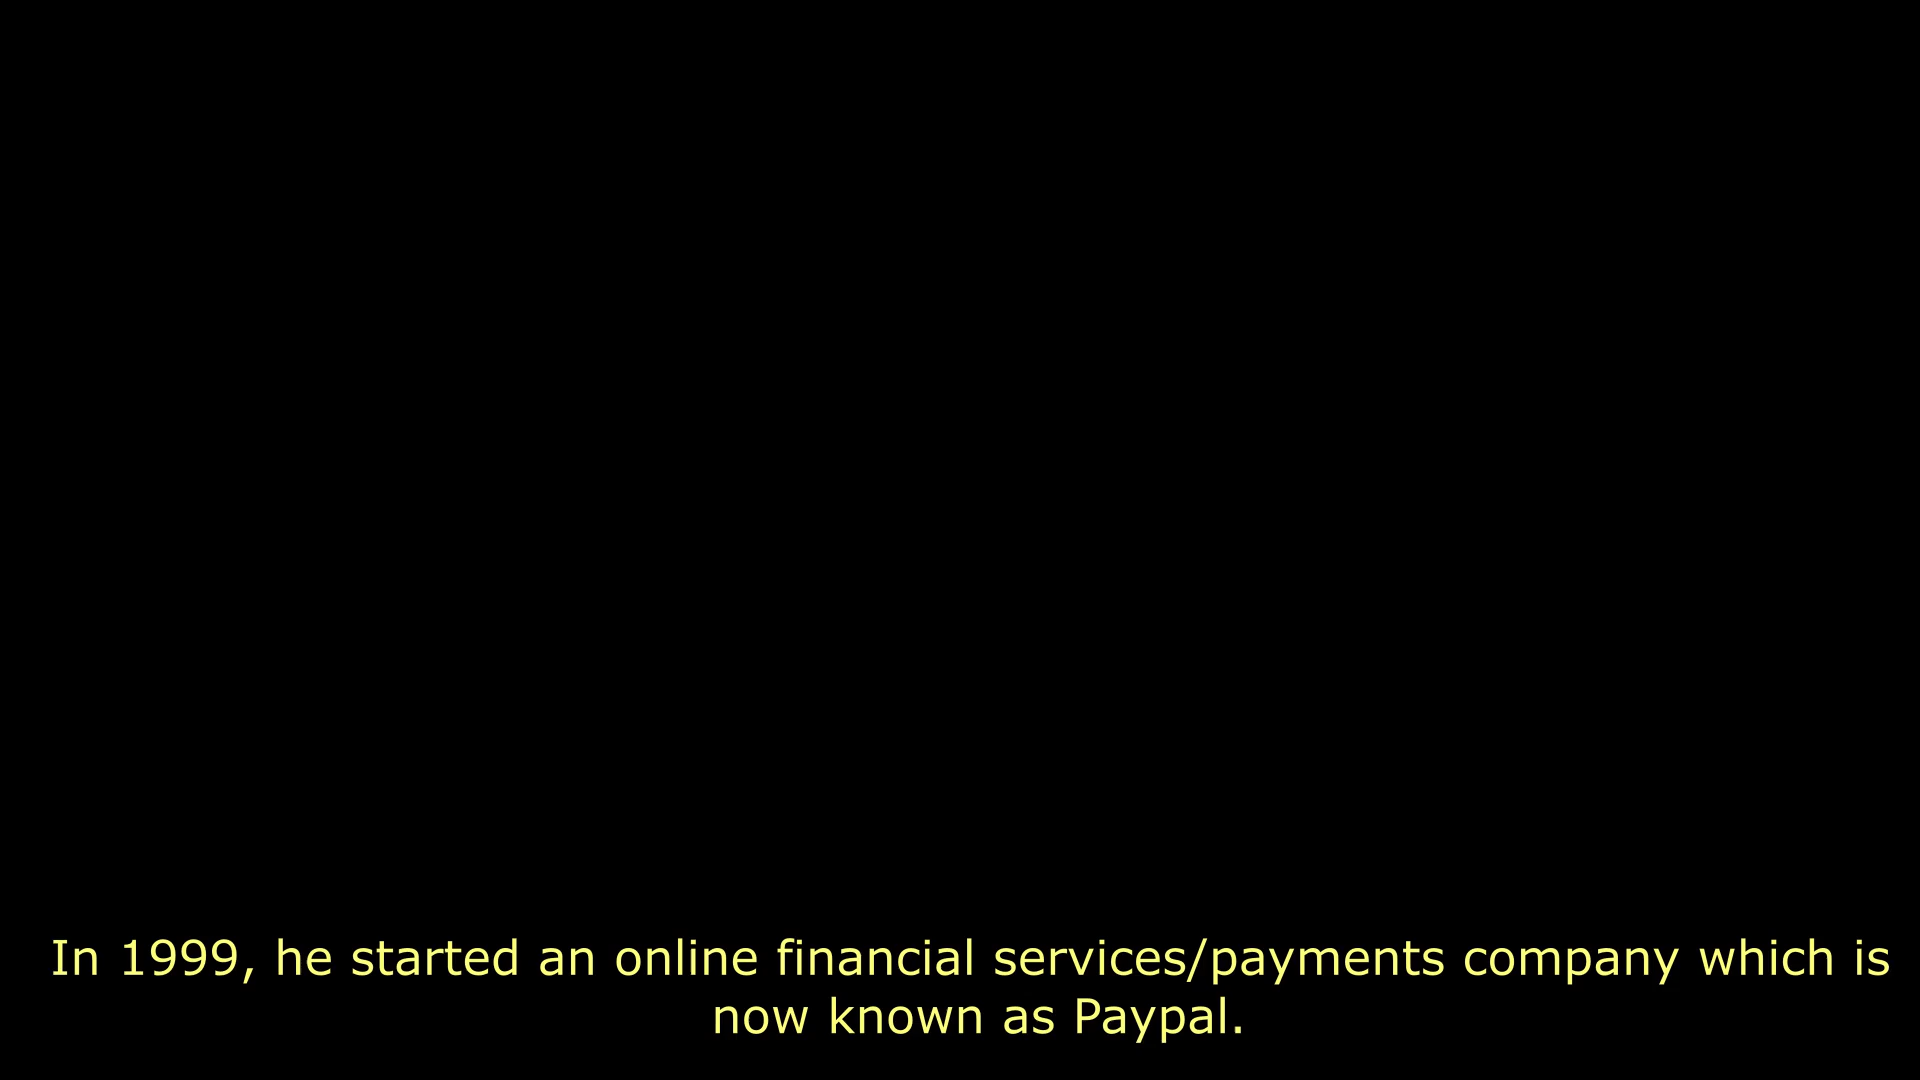 In 1999, he started an online financial services/payments company which is
now known as Paypal.